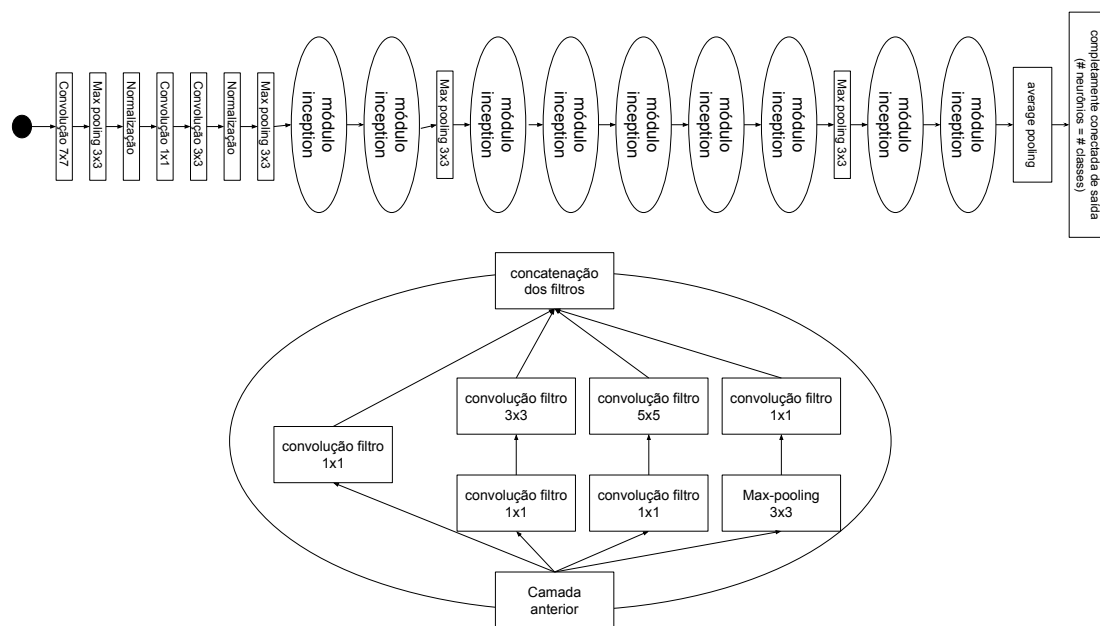 Convolução 7x7
Max pooling 3x3
Normalização
Convolução 1x1
Convolução 3x3
Normalização
Max pooling 3x3
módulo
inception
módulo
inception
Max pooling 3x3
módulo
inception
módulo
inception
módulo
inception
módulo
inception
módulo
inception
Max pooling 3x3
módulo
inception
módulo
inception
average pooling
completamente conectada de saída
(# neurônios = # classes)
concatenação
dos filtros
convolução filtro
3x3
convolução filtro
5x5
convolução filtro
1x1
convolução filtro
1x1
convolução filtro
1x1
convolução filtro
1x1
Max-pooling
3x3
Camada
anterior